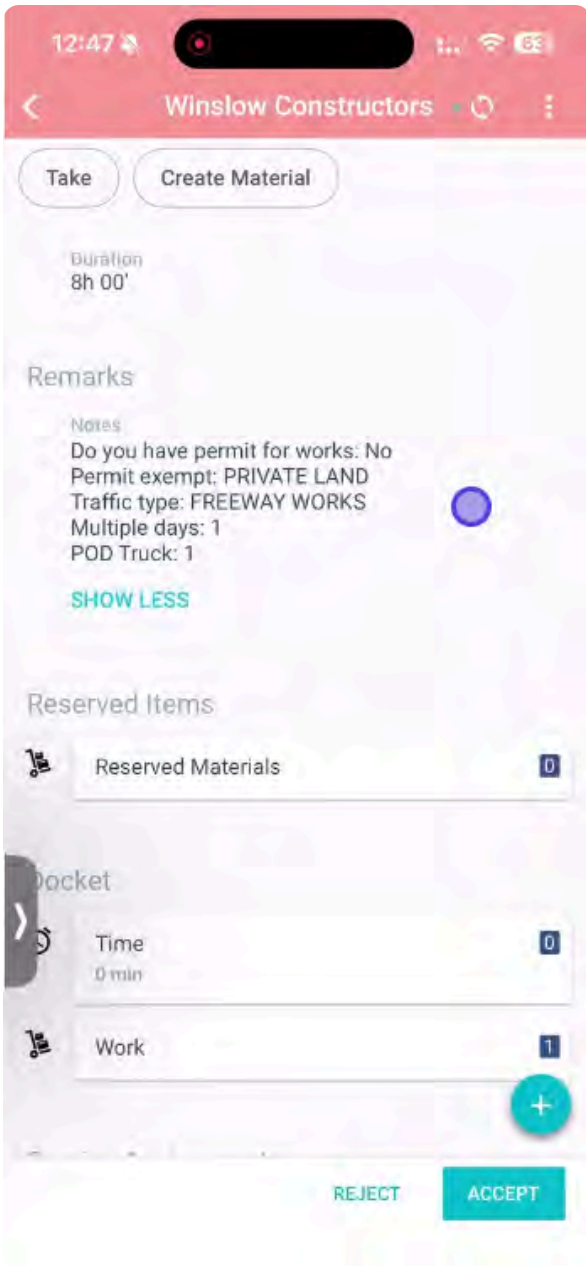 12:47
63
Winslow Constructors
Take
Create Material
Duration
8h 00'
Remarks
Notes
Do you have permit for works: No
Permit exempt: PRIVATE LAND
Traffic type: FREEWAY WORKS
Multiple days: 1
POD Truck: 1
SHOW LESS
Reserved Items
Reserved Materials
0
Docket
Time
0
0 min
Work
1
+
REJECT
ACCEPT